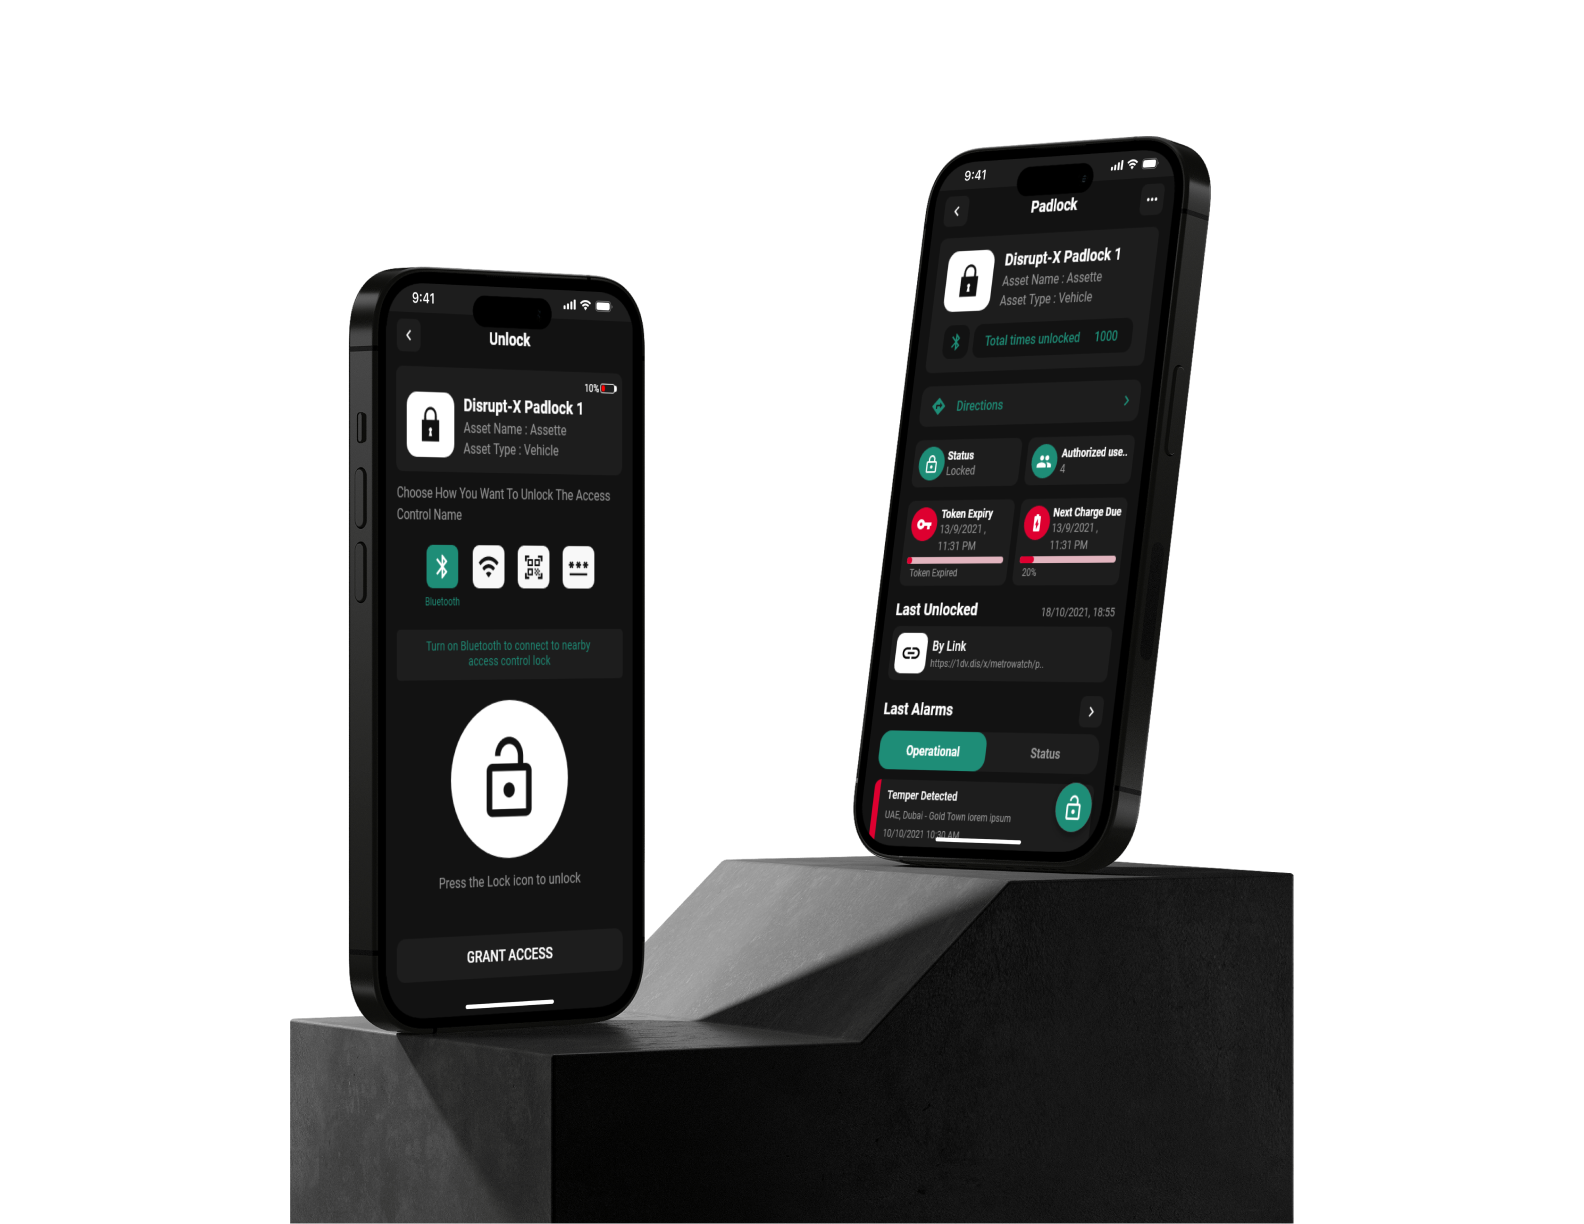 9:41
Unlock
10%
Disrupt-X Padlock 1
Asset Name : Assette
Asset Type : Vehicle
Choose How You Want To Unlock The Access
Control Name
***
Bluetooth
Turn on Bluetooth to connect to nearby
access control lock
Press the Lock icon to unlock
GRANT ACCESS
9:41
Padlock
Disrupt-X Padlock 1
Asset Name : Assette
Asset Type : Vehicle
Total times unlocked 1000
Directions
Status
Locked
Authorized use..
4
Token Expiry
13/9/2021 ,
11:31 PM
Token Expired
Next Charge Due
13/9/2021 ,
11:31 PM
20%
Last Unlocked 18/10/2021, 18:55
By Link
https://1dv.dis/x/metrowatch/p..
Last Alarms
Operational Status
Temper Detected
UAE, Dubai - Gold Town lorem ipsum
10/10/2021 10:30 AM